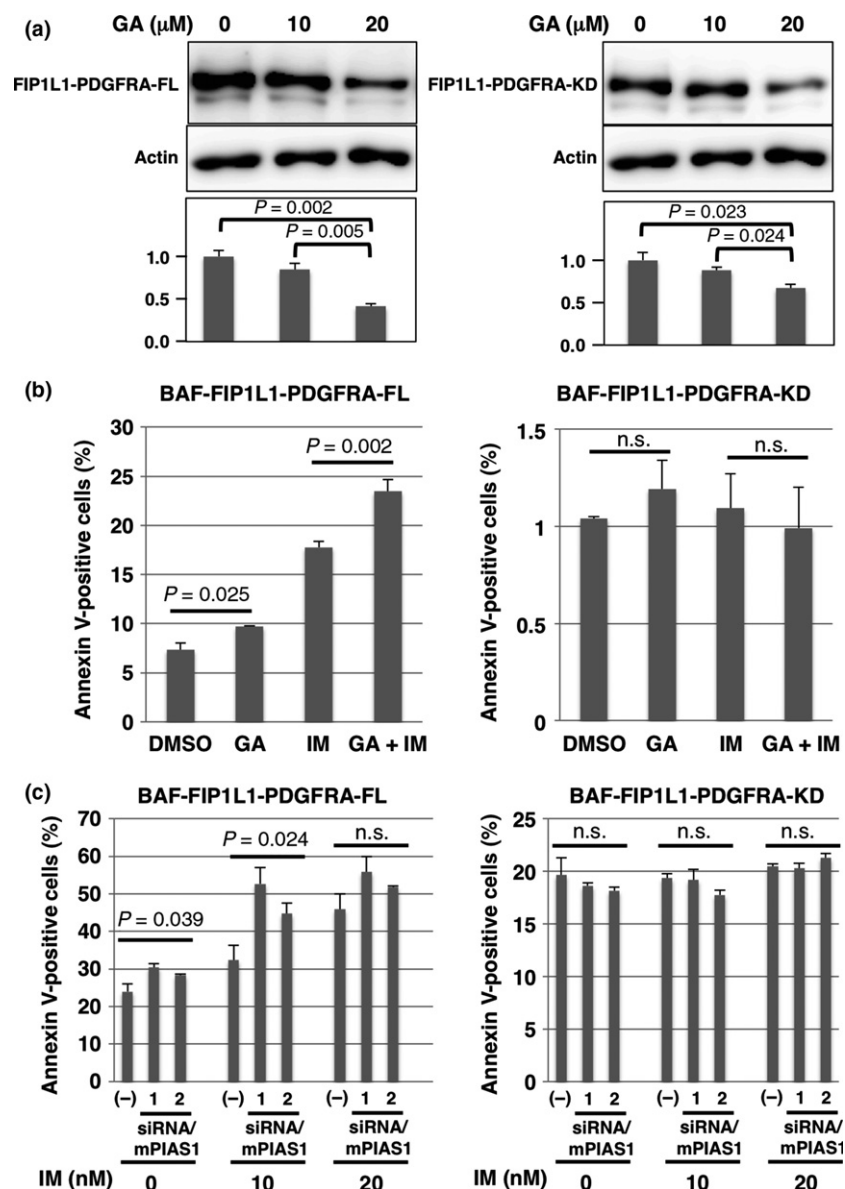 (a)
GA (μM) 0 10 20
FIP1L1-PDGFRA-FL
Actin
P = 0.002
P = 0.005
1.0
0.5
0.0
0 10 20
FIP1L1-PDGFRA-KD
Actin
P = 0.023
P = 0.024
1.0
0.5
0.0
(b)
BAF-FIP1L1-PDGFRA-FL
Annexin V-positive cells (%)
30
25
20
15
10
5
0
P = 0.025
P = 0.002
DMSO GA IM GA + IM
BAF-FIP1L1-PDGFRA-KD
Annexin V-positive cells (%)
1.5
1
0.5
0
n.s. n.s.
DMSO GA IM GA + IM
(c)
BAF-FIP1L1-PDGFRA-FL
Annexin V-positive cells (%)
70
60
50
40
30
20
10
0
P = 0.039
P = 0.024
n.s.
(–) 1 2 (–) 1 2 (–) 1 2
siRNA/ siRNA/ siRNA/
mPIAS1 mPIAS1 mPIAS1
IM (nM) 0 10 20
BAF-FIP1L1-PDGFRA-KD
Annexin V-positive cells (%)
25
20
15
10
5
0
n.s. n.s. n.s.
(–) 1 2 (–) 1 2 (–) 1 2
siRNA/ siRNA/ siRNA/
mPIAS1 mPIAS1 mPIAS1
IM (nM) 0 10 20